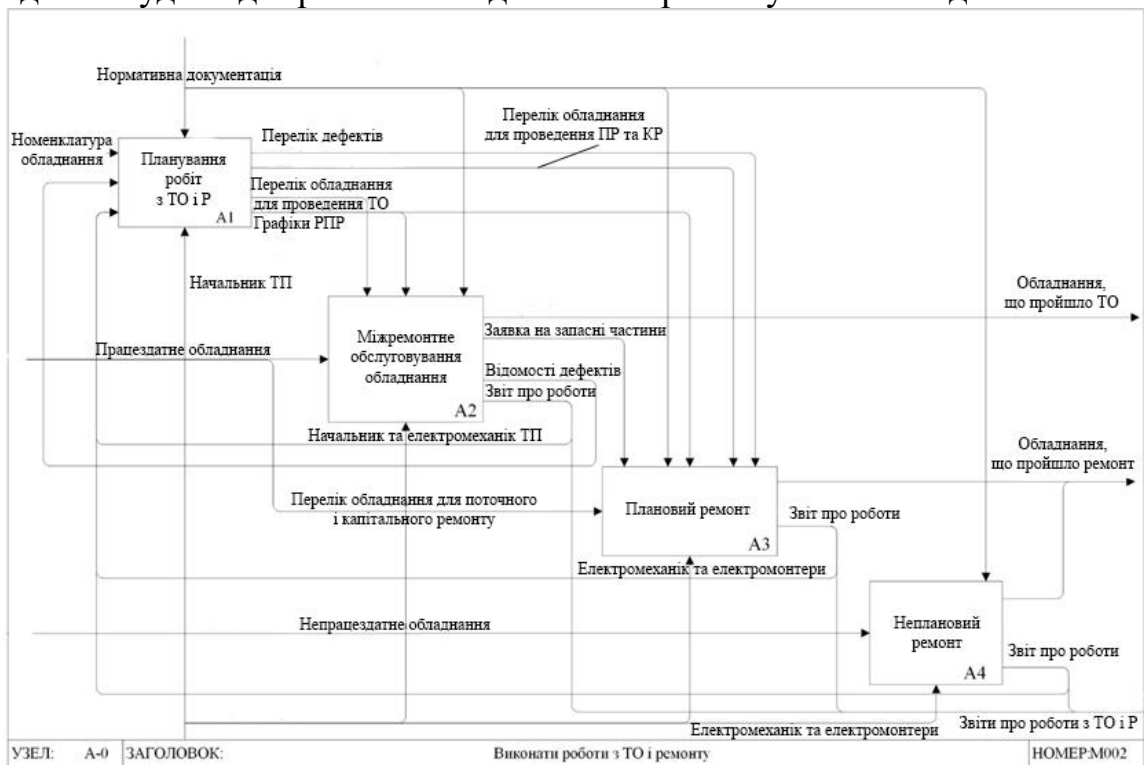 Нормативна документація
Перелік обладнання
для проведення ПР та КР
Номенклатура
обладнання
Перелік дефектів
Планування
робіт
з ТО і Р
А1
Перелік обладнання
для проведення ТО
Графіки РПР
Начальник ТП
Обладнання,
що пройшло ТО
Міжремонтне
обслуговування
обладнання
А2
Заявка на запасні частини
Працездатне обладнання
Відомості дефектів
Звіт про роботи
Начальник та електромеханік ТП
Обладнання,
що пройшло ремонт
Перелік обладнання для поточного
і капітального ремонту
Плановий ремонт
А3
Звіт про роботи
Електромеханік та електромонтери
Непрацездатне обладнання
Неплановий
ремонт
А4
Звіт про роботи
Електромеханік та електромонтери
Звіти про роботи з ТО і Р
УЗЕЛ: А-0 ЗАГОЛОВОК: Виконати роботи з ТО і ремонту НОМЕР:М002